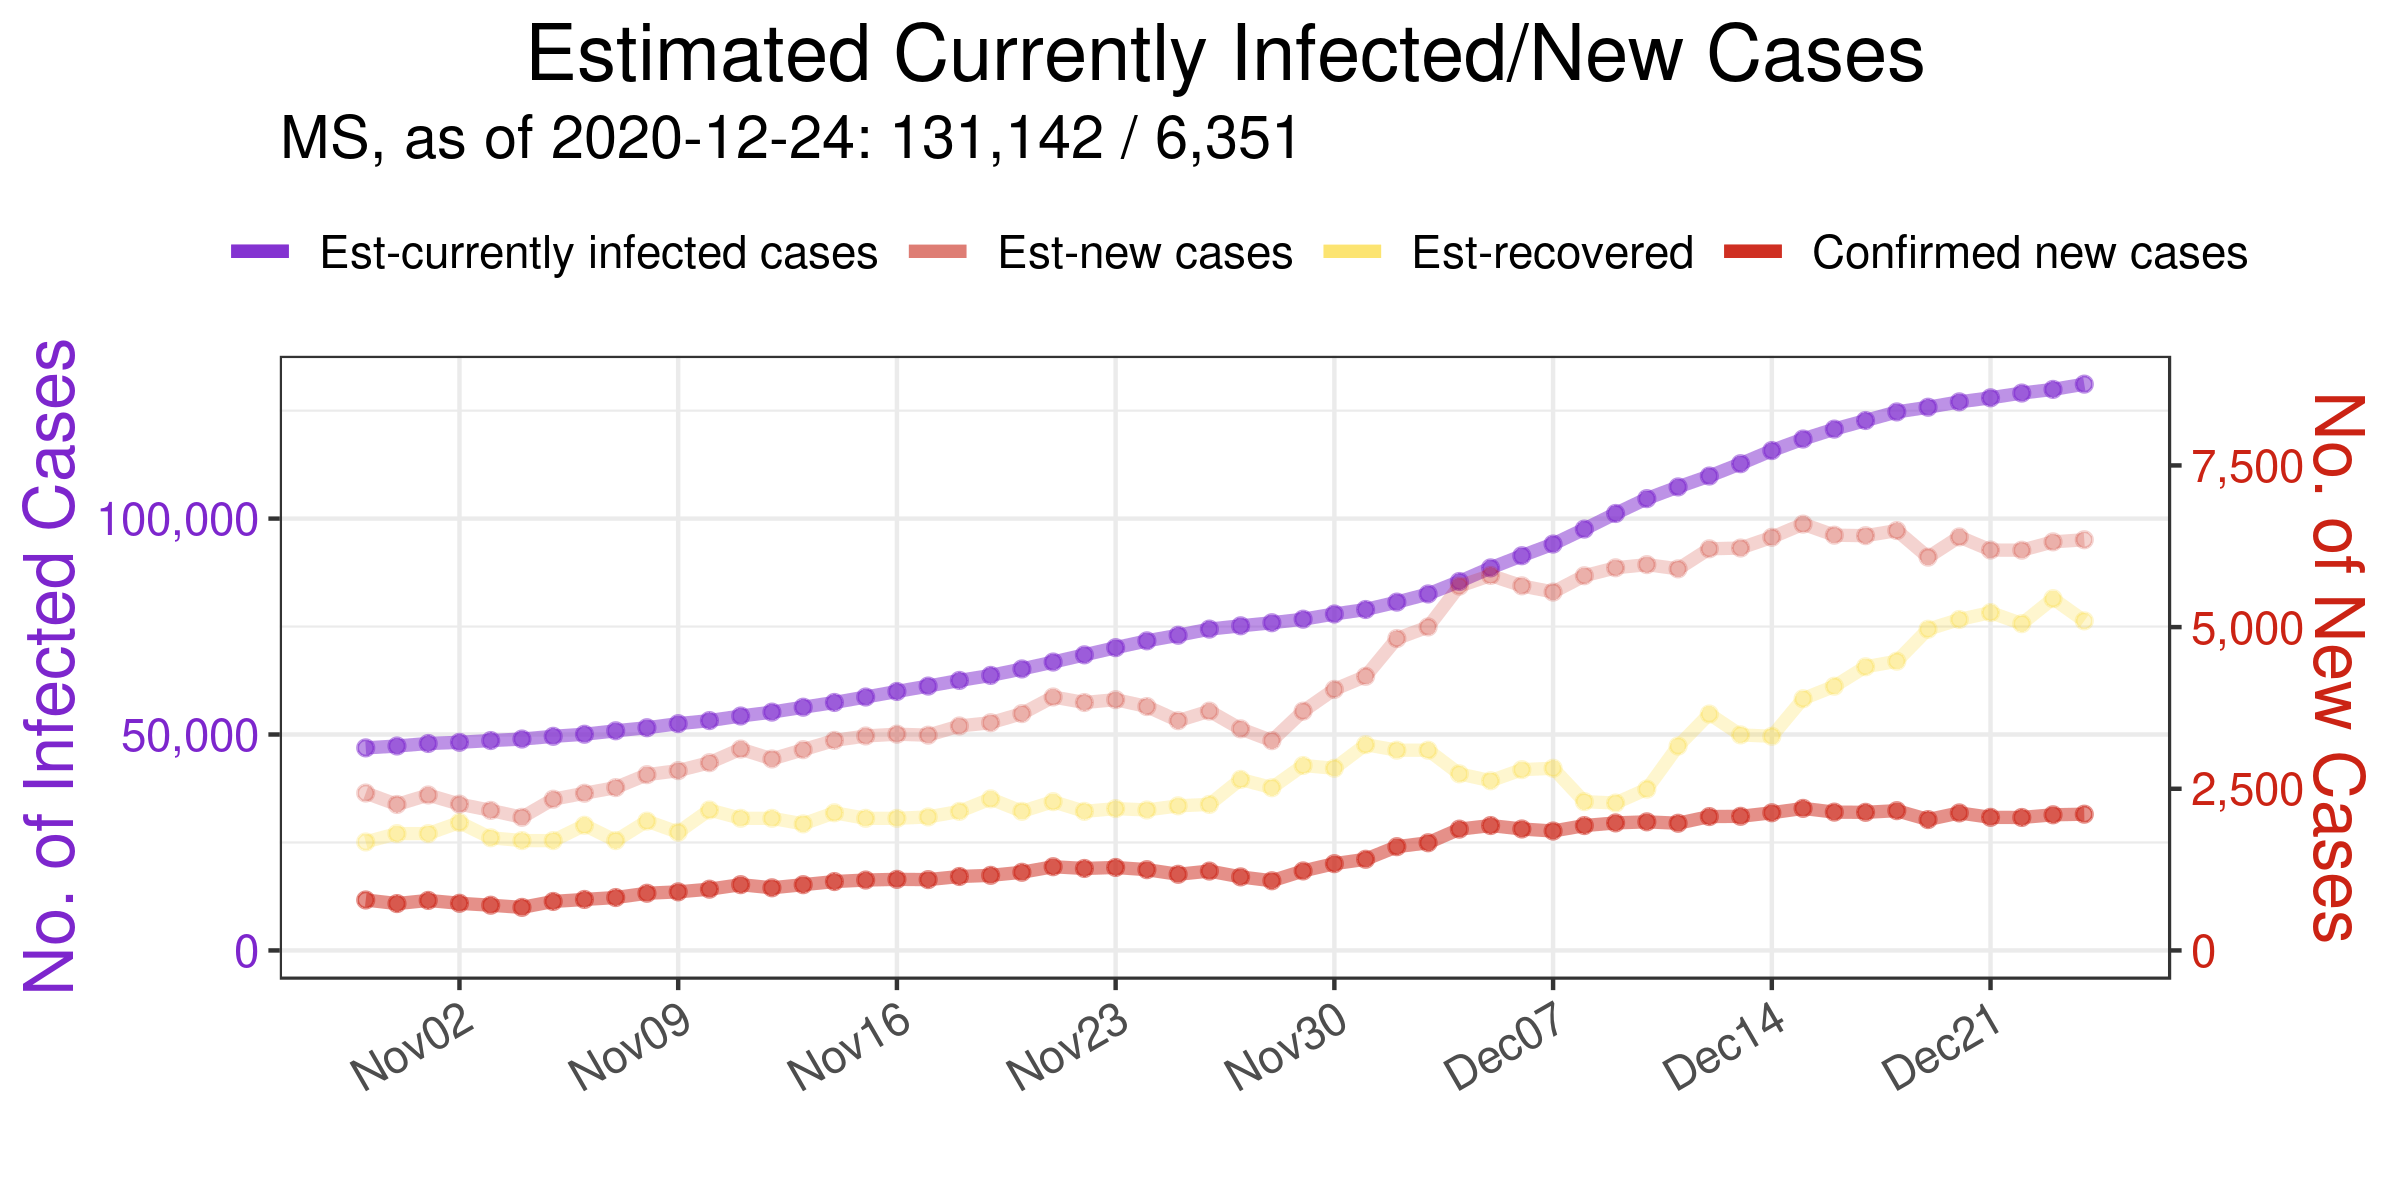 Estimated Currently Infected/New Cases
MS, as of 2020-12-24: 131,142 / 6,351
Est-currently infected cases Est-new cases Est-recovered Confirmed new cases
No. of Infected Cases
100,000
50,000
0
7,500
5,000
2,500
0
No. of New Cases
Nov02 Nov09 Nov16 Nov23 Nov30 Dec07 Dec14 Dec21